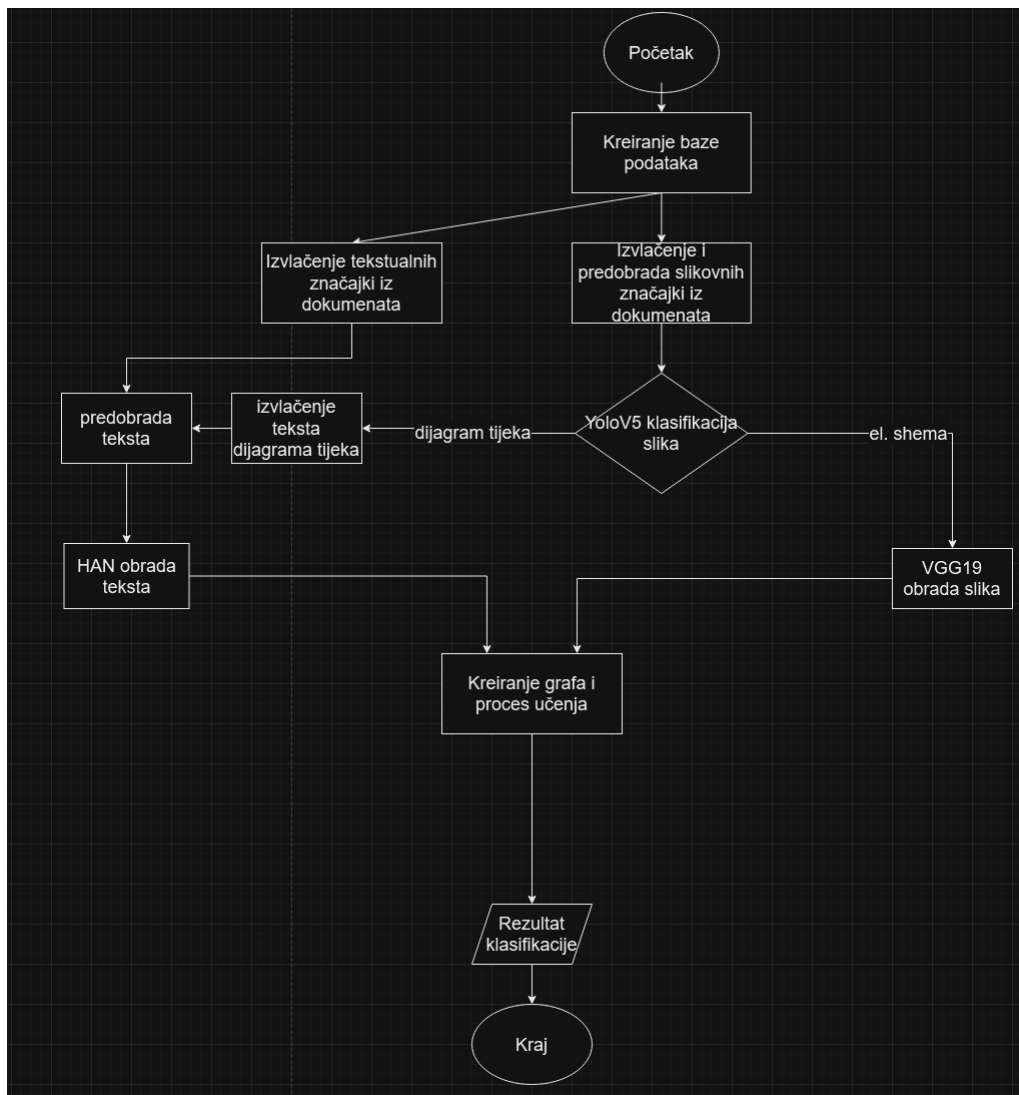 Početak
Kreiranje baze
podataka
Izvlačenje tekstualnih
značajki iz
dokumenata
Izvlačenje i
predobrada slikovnih
značajki iz
dokumenata
predobrada
teksta
izvlačenje
teksta
dijagrama tijeka
dijagram tijeka
YoloV5 klasifikacija
slika
el. shema
HAN obrada
teksta
VGG19
obrada slika
Kreiranje grafa i
proces učenja
Rezultat
klasifikacije
Kraj